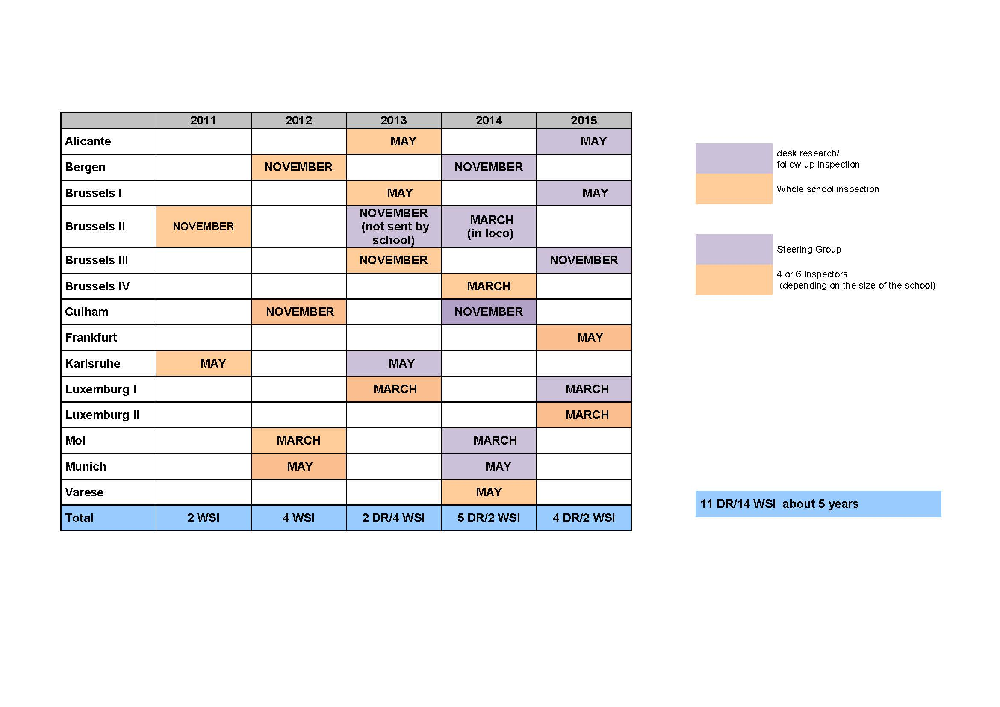 2011 2012 2013 2014 2015
Alicante MAY MAY
Bergen NOVEMBER NOVEMBER
Brussels I MAY MAY
Brussels II NOVEMBER NOVEMBER
(not sent by
school) MARCH
(in loco)
Brussels III NOVEMBER NOVEMBER
Brussels IV MARCH
Culham NOVEMBER NOVEMBER
Frankfurt MAY
Karlsruhe MAY MAY
Luxemburg I MARCH MARCH
Luxemburg II MARCH
Mol MARCH MARCH
Munich MAY MAY
Varese MAY
Total 2 WSI 4 WSI 2 DR/4 WSI 5 DR/2 WSI 4 DR/2 WSI
desk research/
follow-up inspection
Whole school inspection
Steering Group
4 or 6 Inspectors
(depending on the size of the school)
11 DR/14 WSI about 5 years